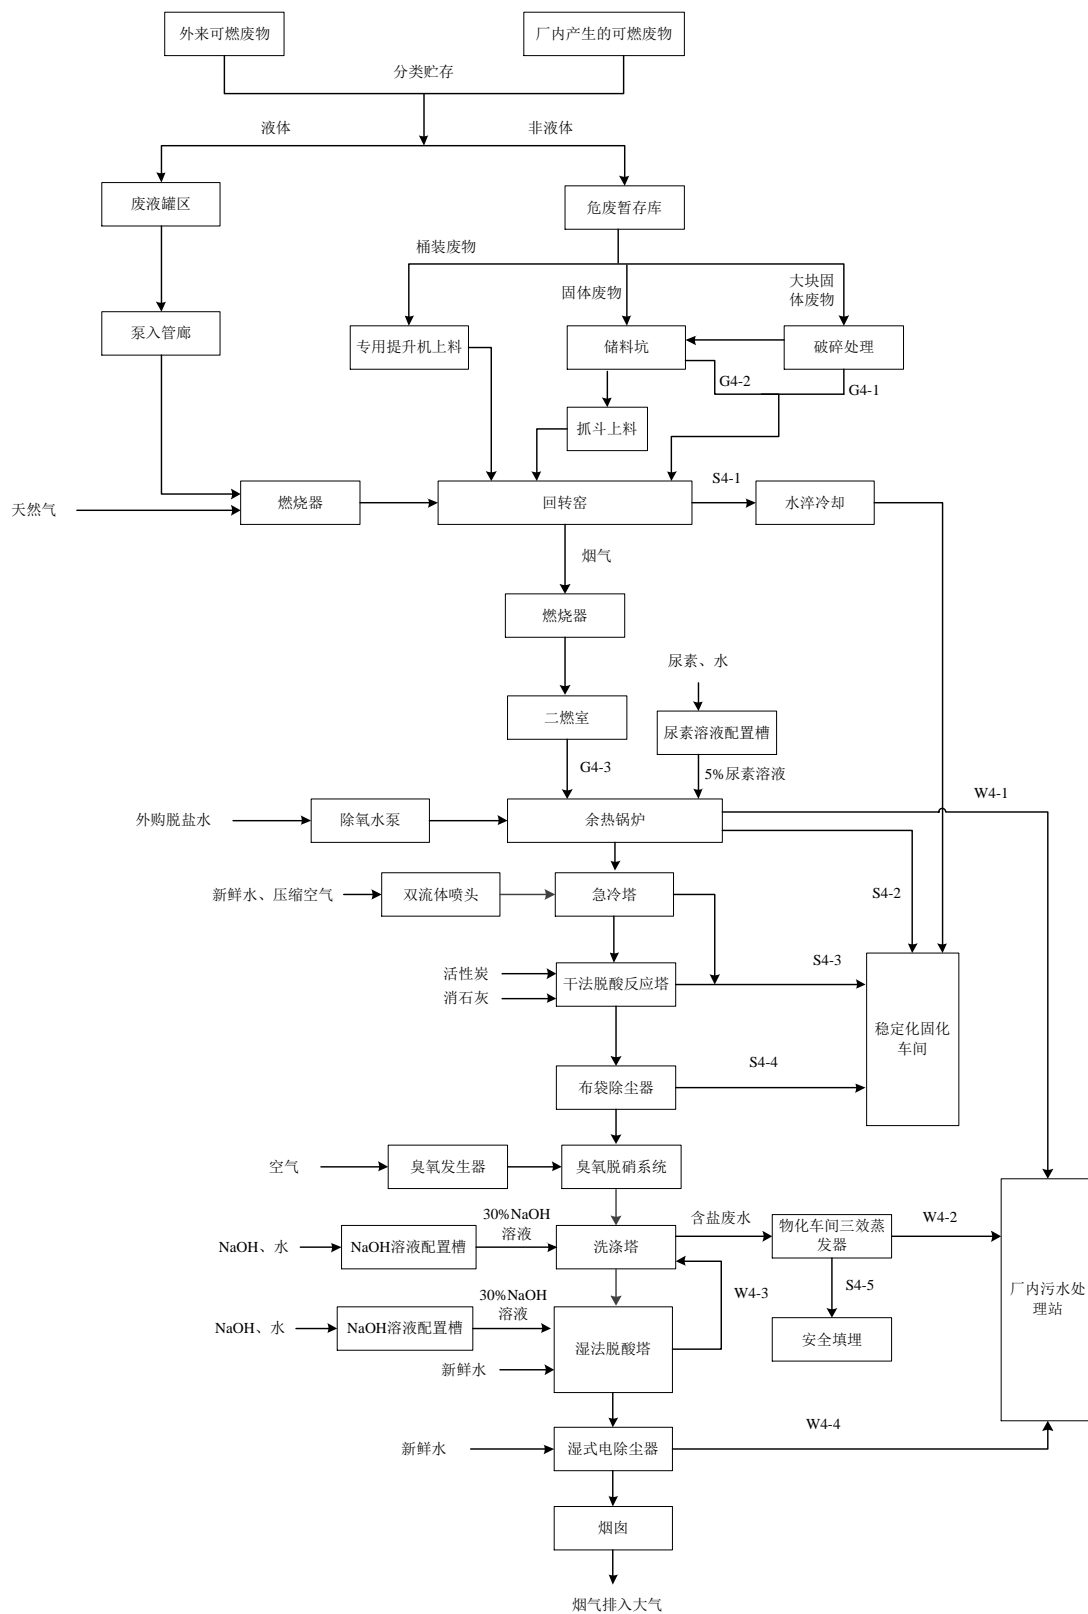 外来可燃废物
厂内产生的可燃废物
分类贮存
液体
非液体
废液罐区
危废暂存库
桶装废物
固体废物
大块固
体废物
泵入管廊
专用提升机上料
储料坑
破碎处理
G4-2
G4-1
抓斗上料
S4-1
天然气
燃烧器
回转窑
水淬冷却
烟气
燃烧器
尿素、水
二燃室
尿素溶液配置槽
G4-3
5%尿素溶液
W4-1
外购脱盐水
除氧水泵
余热锅炉
新鲜水、压缩空气
双流体喷头
急冷塔
S4-2
活性炭
消石灰
干法脱酸反应塔
S4-3
稳定化固化
车间
布袋除尘器
S4-4
空气
臭氧发生器
臭氧脱硝系统
30%NaOH
溶液
含盐废水
物化车间三效蒸
发器
W4-2
NaOH、水
NaOH溶液配置槽
洗涤塔
W4-3
S4-5
厂内污水处
理站
30%NaOH
溶液
NaOH、水
NaOH溶液配置槽
湿法脱酸塔
安全填埋
新鲜水
W4-4
新鲜水
湿式电除尘器
烟囱
烟气排入大气